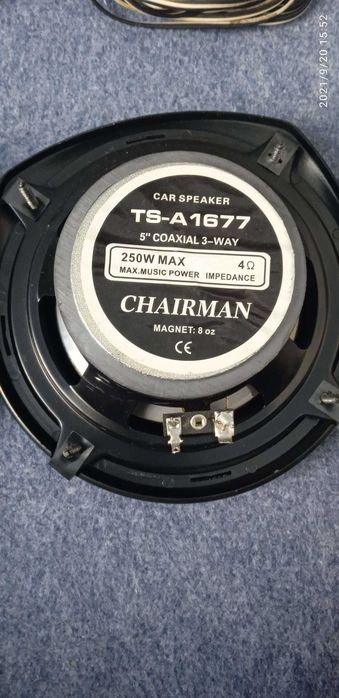 2021/9/20 15:52
CAR SPEAKER
TS-A1677
5" COAXIAL 3-WAY
250W MAX 4Ω
MAX.MUSIC POWER IMPEDANCE
CHAIRMAN
MAGNET: 8 oz
CE